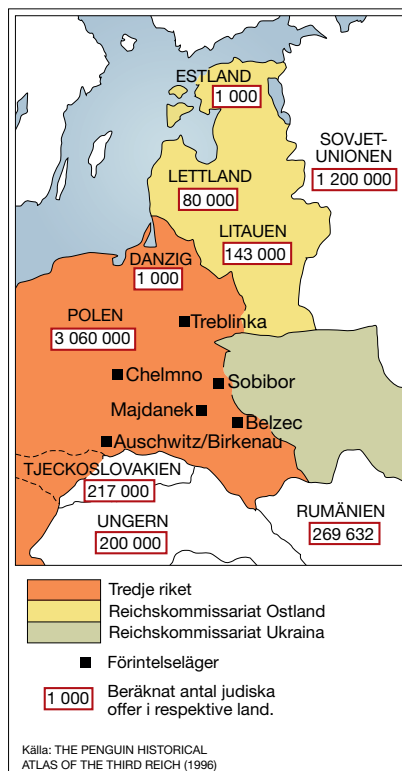 ESTLAND
1 000
SOVJET-
UNIONEN
1 200 000
LETTLAND
80 000
LITAUEN
143 000
DANZIG
1 000
POLEN
3 060 000
Treblinka
Chelmno
Sobibor
Majdanek
Belzec
Auschwitz/Birkenau
TJECKOSLOVAKIEN
217 000
UNGERN
200 000
RUMÄNIEN
269 632
Tredje riket
Reichskommissariat Ostland
Reichskommissariat Ukraina
Förintelseläger
1 000
Beräknat antal judiska
offer i respektive land.
Källa: THE PENGUIN HISTORICAL
ATLAS OF THE THIRD REICH (1996)